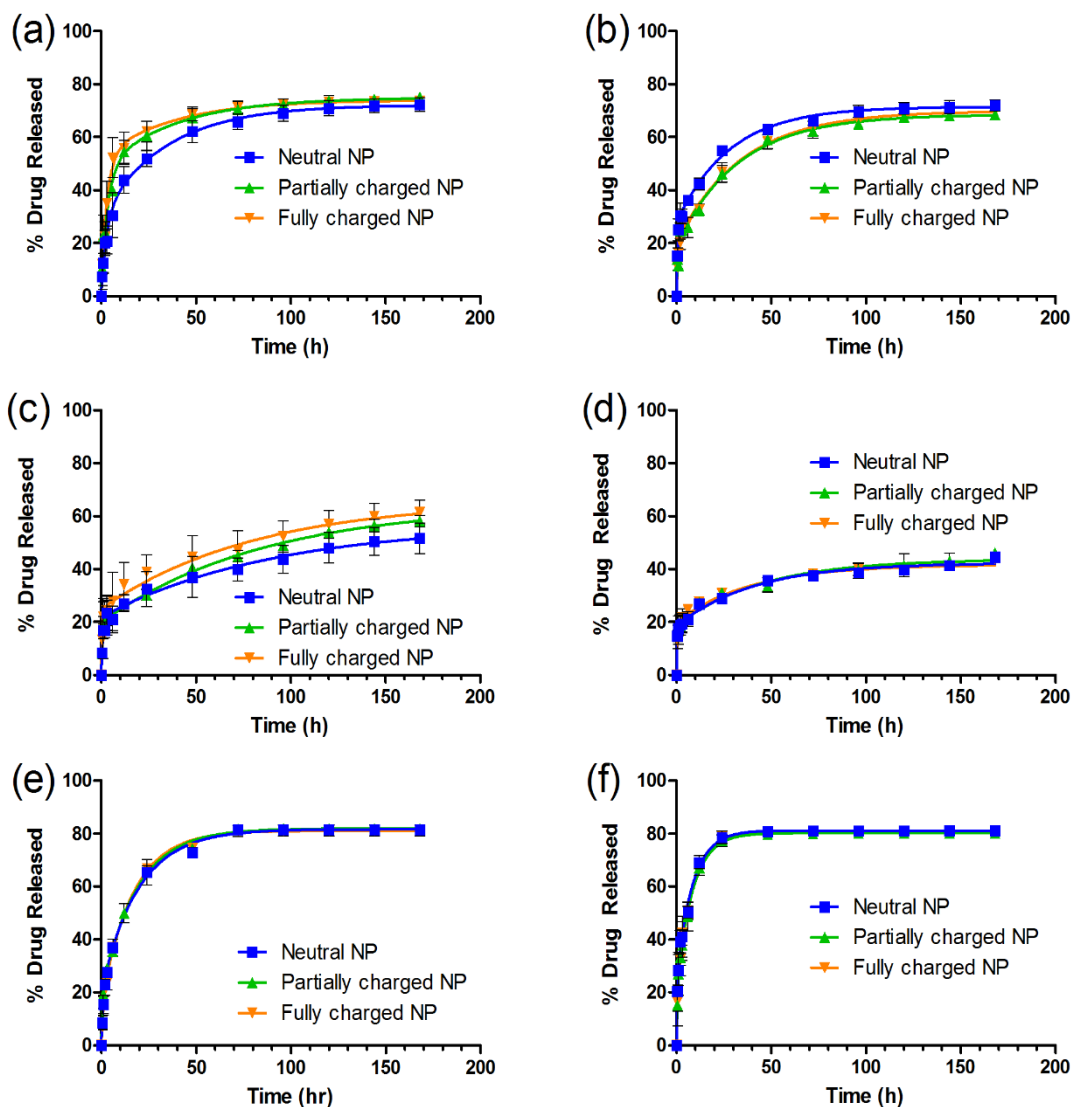 (a)
100
80
60
40
20
0
% Drug Released
Neutral NP
Partially charged NP
Fully charged NP
0 50 100 150 200
Time (h)
(b)
100
80
60
40
20
0
% Drug Released
Neutral NP
Partially charged NP
Fully charged NP
0 50 100 150 200
Time (h)
(c)
100
80
60
40
20
0
% Drug Released
Neutral NP
Partially charged NP
Fully charged NP
0 50 100 150 200
Time (h)
(d)
100
80
60
40
20
0
% Drug Released
Neutral NP
Partially charged NP
Fully charged NP
0 50 100 150 200
Time (h)
(e)
100
80
60
40
20
0
% Drug Released
Neutral NP
Partially charged NP
Fully charged NP
0 50 100 150 200
Time (hr)
(f)
100
80
60
40
20
0
% Drug Released
Neutral NP
Partially charged NP
Fully charged NP
0 50 100 150 200
Time (h)